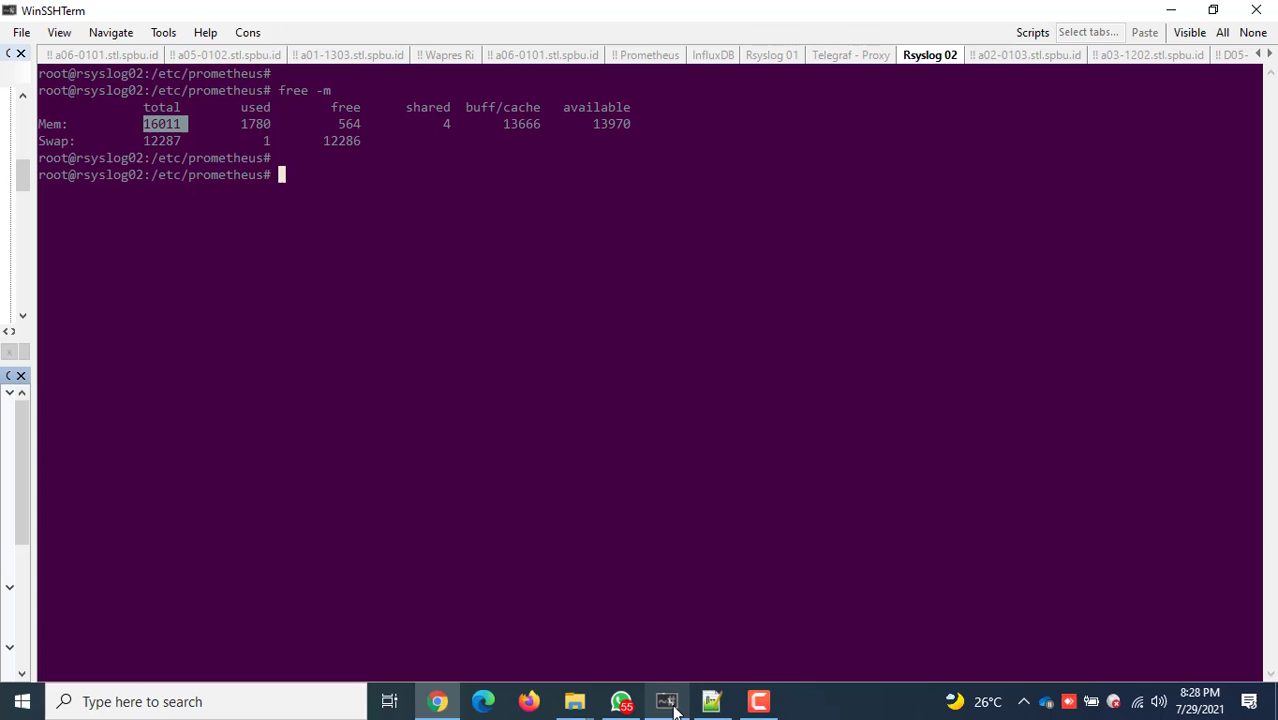 WinSSHTerm
File View Navigate Tools Help Cons Scripts Select tabs... Paste Visible All None
!! a06-0101.stl.spbu.id !! a05-0102.stl.spbu.id !! a01-1303.stl.spbu.id !! Wapres Ri !! a06-0101.stl.spbu.id !! Prometheus InfluxDB Rsyslog 01 Telegraf - Proxy Rsyslog 02 !! a02-0103.stl.spbu.id !! a03-1202.stl.spbu.id !! D05-
root@rsyslog02:/etc/prometheus#
root@rsyslog02:/etc/prometheus# free -m
total used free shared buff/cache available
Mem: 16011 1780 564 4 13666 13970
Swap: 12287 1 12286
root@rsyslog02:/etc/prometheus#
root@rsyslog02:/etc/prometheus#
Type here to search
55
26°C
8:28 PM
7/29/2021